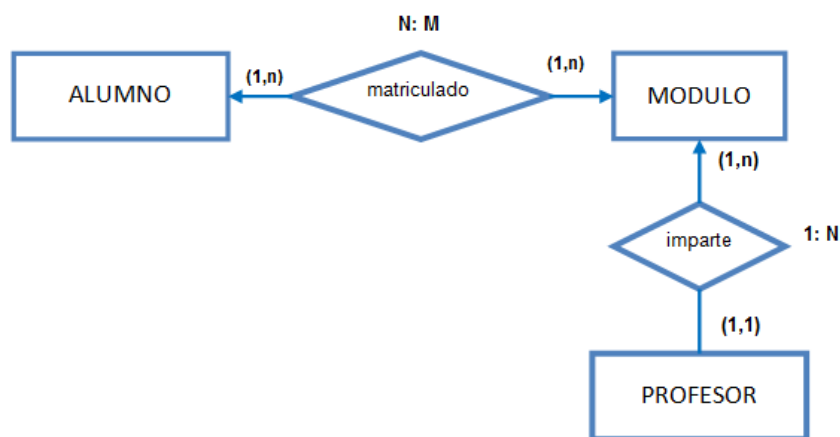 N: M
ALUMNO
(1,n)
matriculado
(1,n)
MODULO
(1,n)
imparte
1: N
(1,1)
PROFESOR